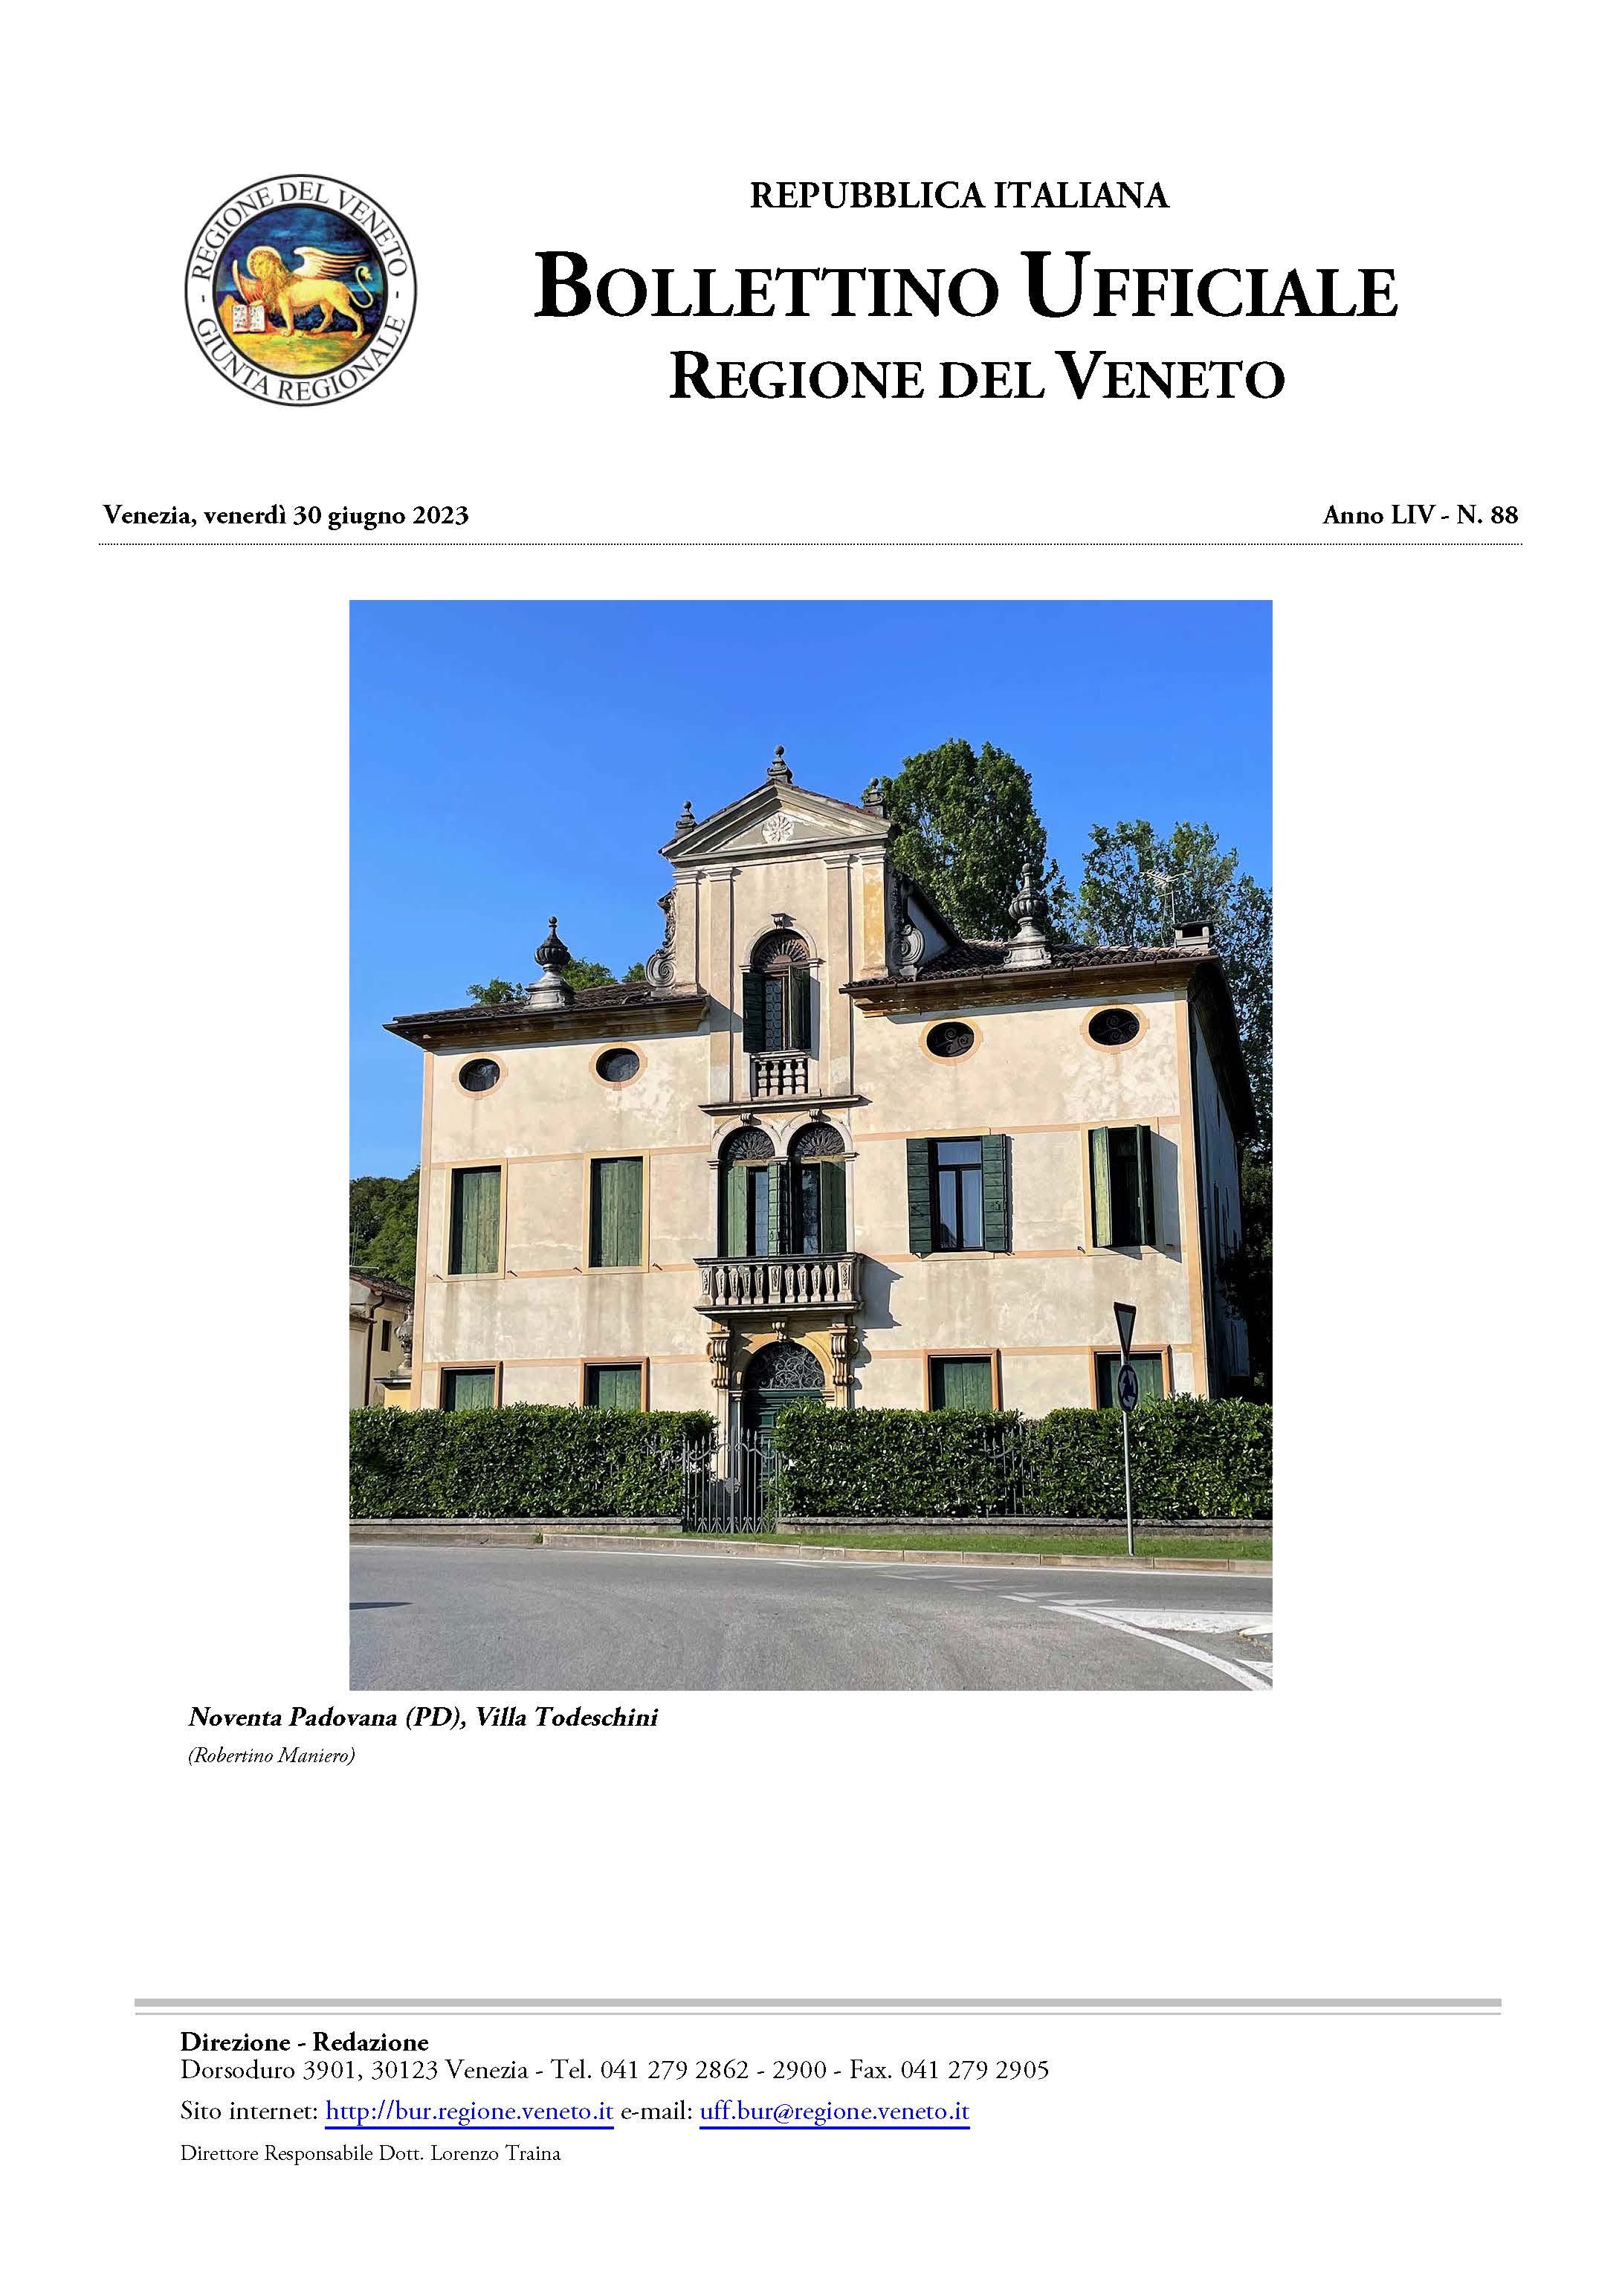 REGIONE DEL VENETO
- GIUNTA REGIONALE -
REPUBBLICA ITALIANA
BOLLETTINO UFFICIALE
REGIONE DEL VENETO
Venezia, venerdì 30 giugno 2023
Anno LIV - N. 88
Noventa Padovana (PD), Villa Todeschini
(Robertino Maniero)
Direzione - Redazione
Dorsoduro 3901, 30123 Venezia - Tel. 041 279 2862 - 2900 - Fax. 041 279 2905
Sito internet: http://bur.regione.veneto.it e-mail: uff.bur@regione.veneto.it
Direttore Responsabile Dott. Lorenzo Traina